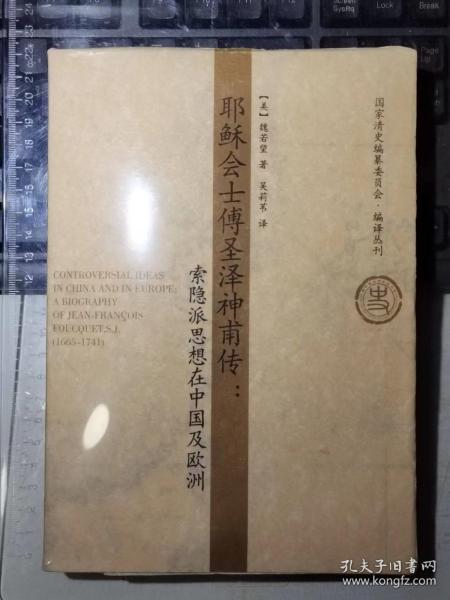 国家清史编纂委员会·编译丛刊
【美】魏若望 著 吴莉苇 译
耶稣会士傅圣泽神甫传：
索隐派思想在中国及欧洲
CONTROVERSIAL IDEAS
IN CHINA AND IN EUROPE:
A BIOGRAPHY
OF JEAN-FRANÇOIS
FOUCQUET, S.J.
(1665-1741)
孔夫子旧书网
www.kongfz.com